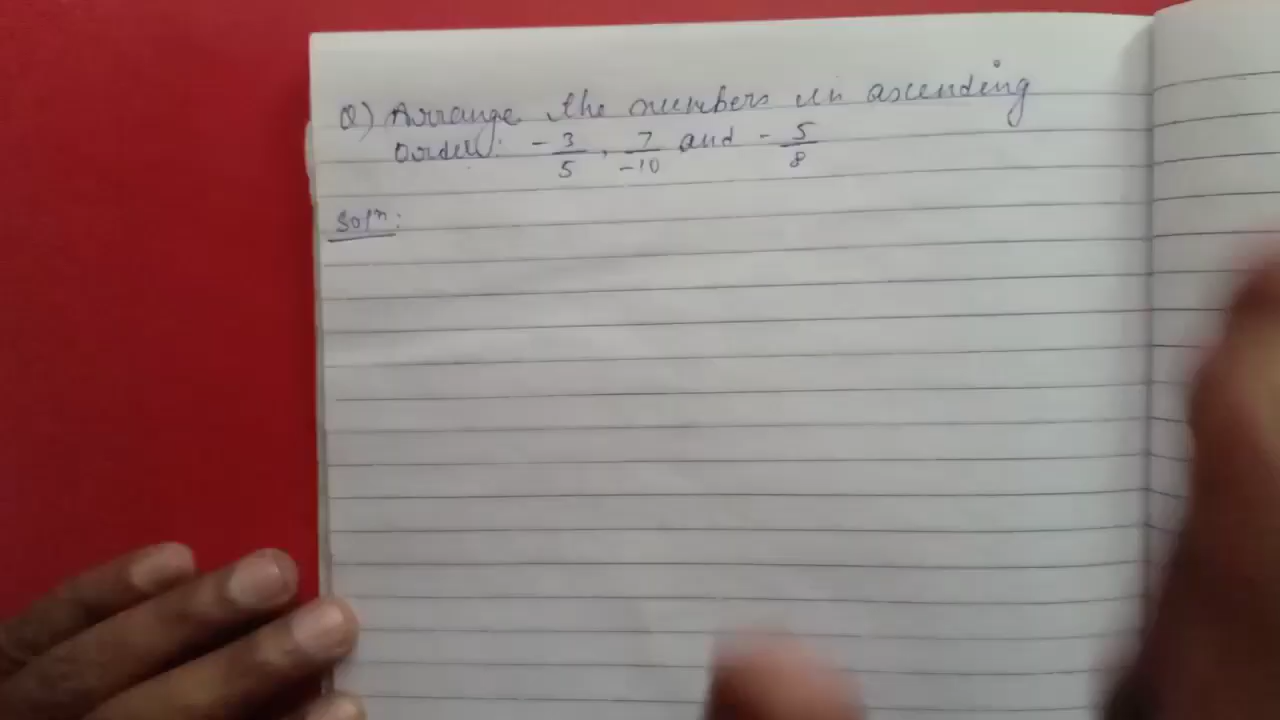 Q) Arrange the numbers in ascending
order: -3/5, 7/-10 and -5/8
Soln: